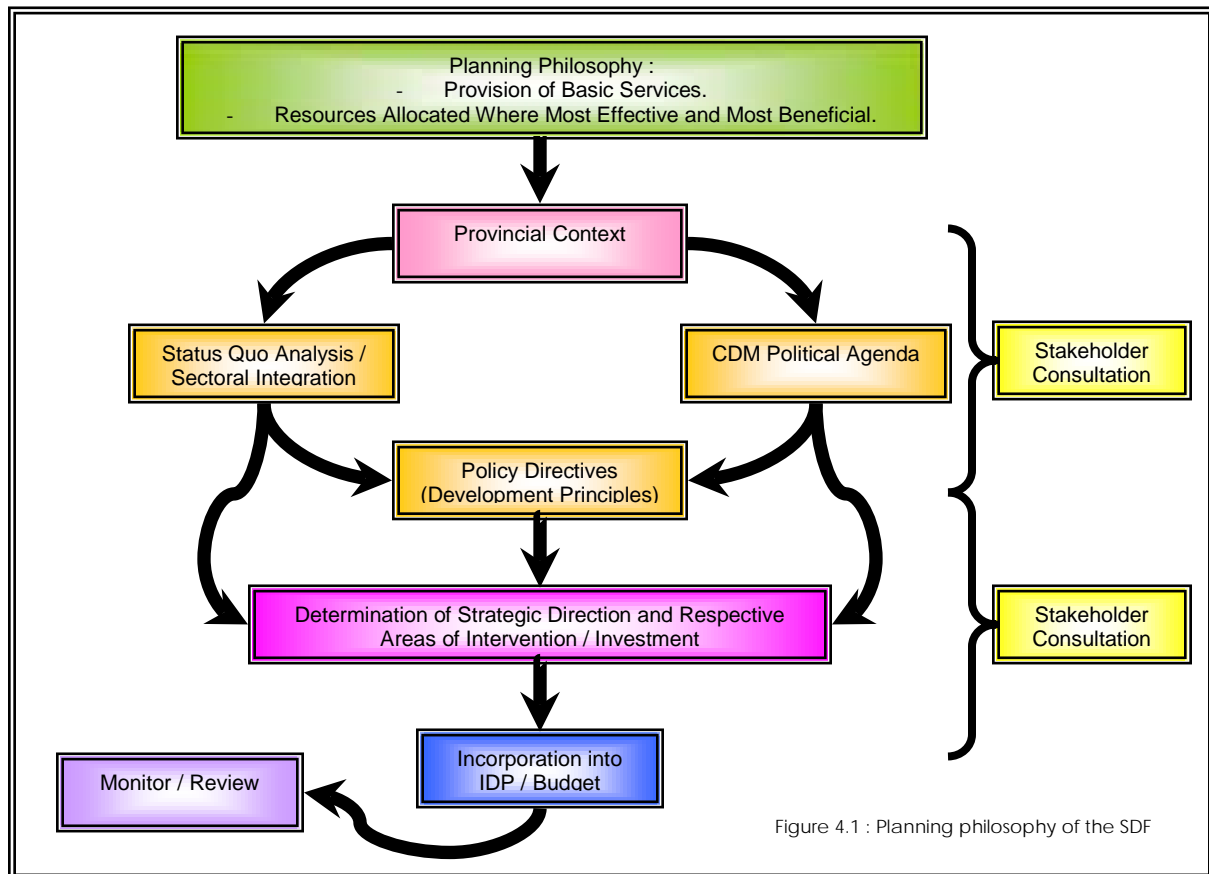 Planning Philosophy :
- Provision of Basic Services.
- Resources Allocated Where Most Effective and Most Beneficial.
Provincial Context
Status Quo Analysis /
Sectoral Integration
CDM Political Agenda
Stakeholder
Consultation
Policy Directives
(Development Principles)
Determination of Strategic Direction and Respective
Areas of Intervention / Investment
Stakeholder
Consultation
Incorporation into
IDP / Budget
Monitor / Review
Figure 4.1 : Planning philosophy of the SDF